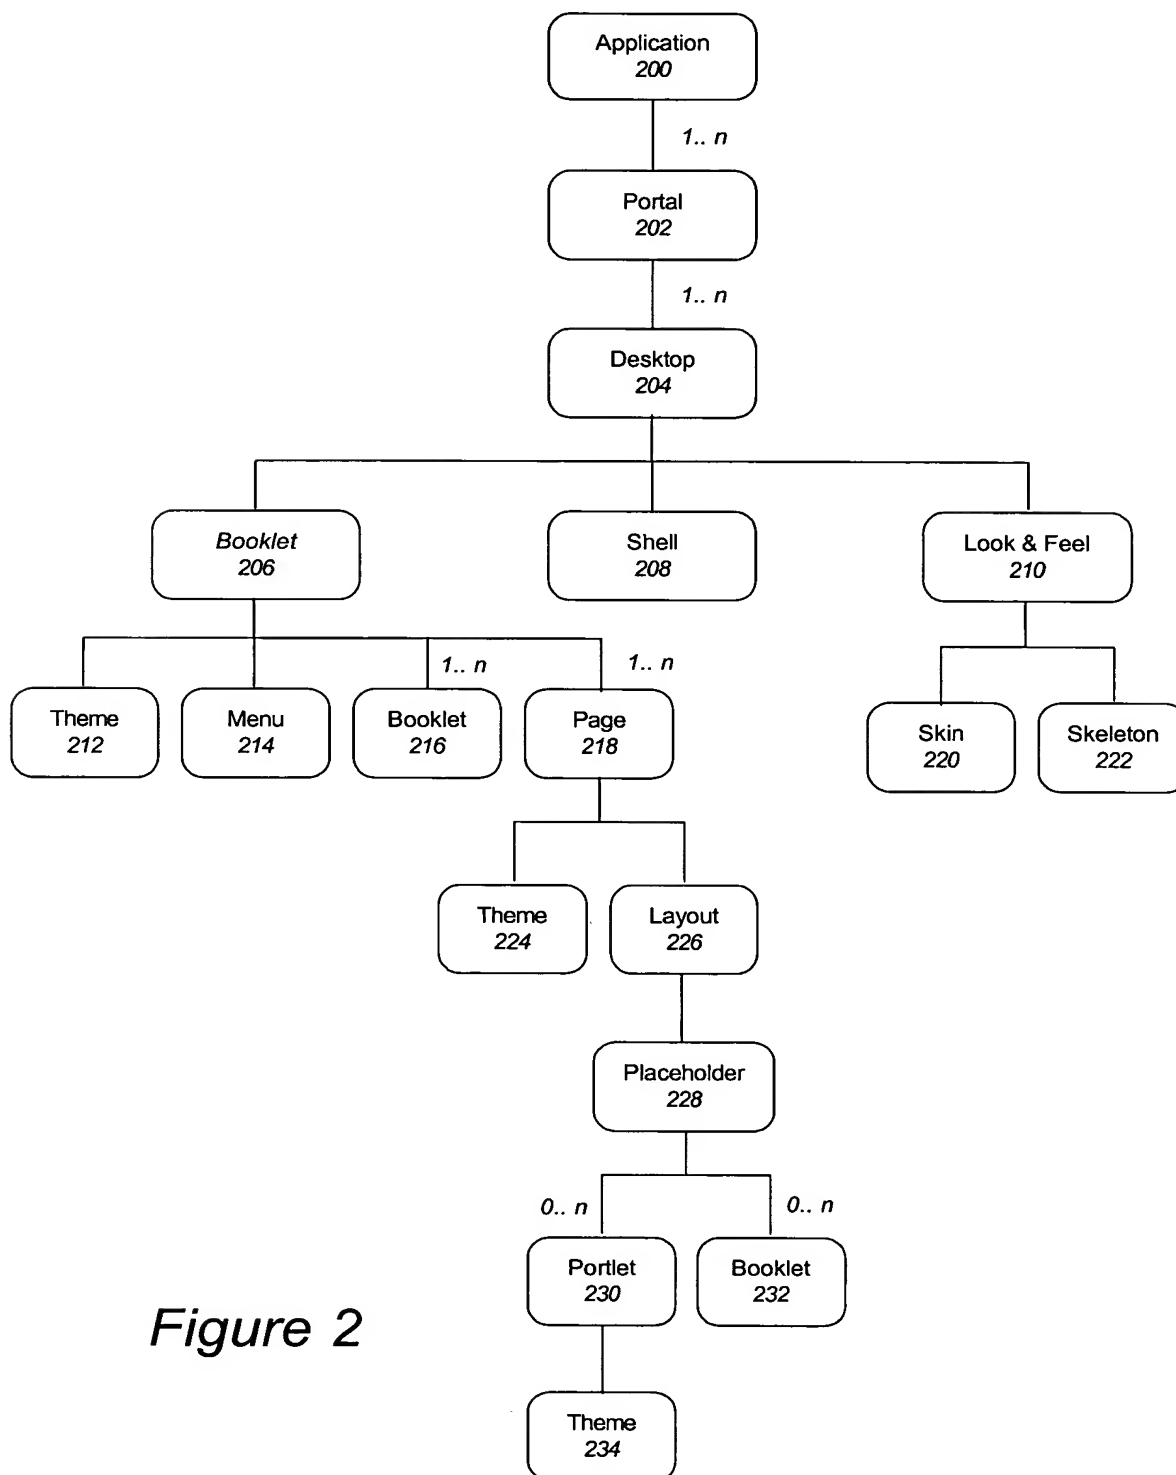 Application
200
1.. n
Portal
202
1.. n
Desktop
204
Booklet
206
Shell
208
Look & Feel
210
1.. n
1.. n
Theme
212
Menu
214
Booklet
216
Page
218
Skin
220
Skeleton
222
Theme
224
Layout
226
Placeholder
228
0.. n
0.. n
Portlet
230
Booklet
232
Figure 2
Theme
234